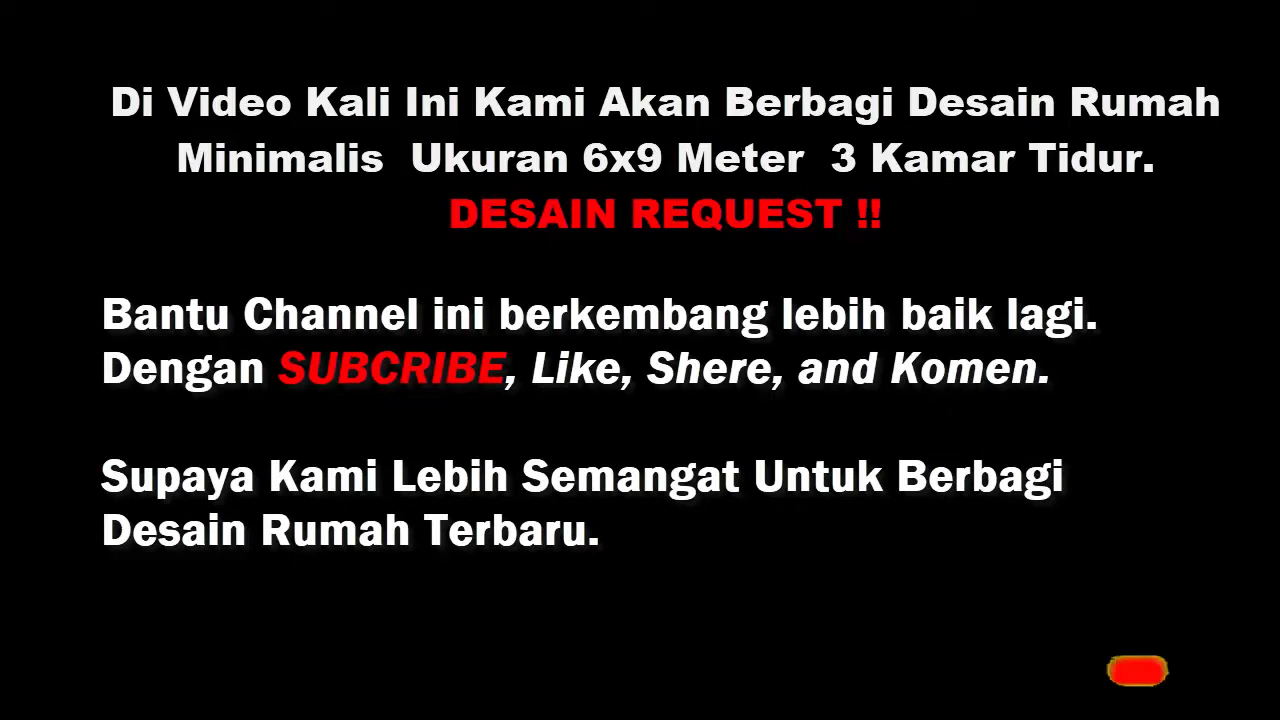 Di Video Kali Ini Kami Akan Berbagi Desain Rumah
Minimalis Ukuran 6x9 Meter 3 Kamar Tidur.
DESAIN REQUEST !!
Bantu Channel ini berkembang lebih baik lagi.
Dengan SUBCRIBE, Like, Shere, and Komen.
Supaya Kami Lebih Semangat Untuk Berbagi
Desain Rumah Terbaru.